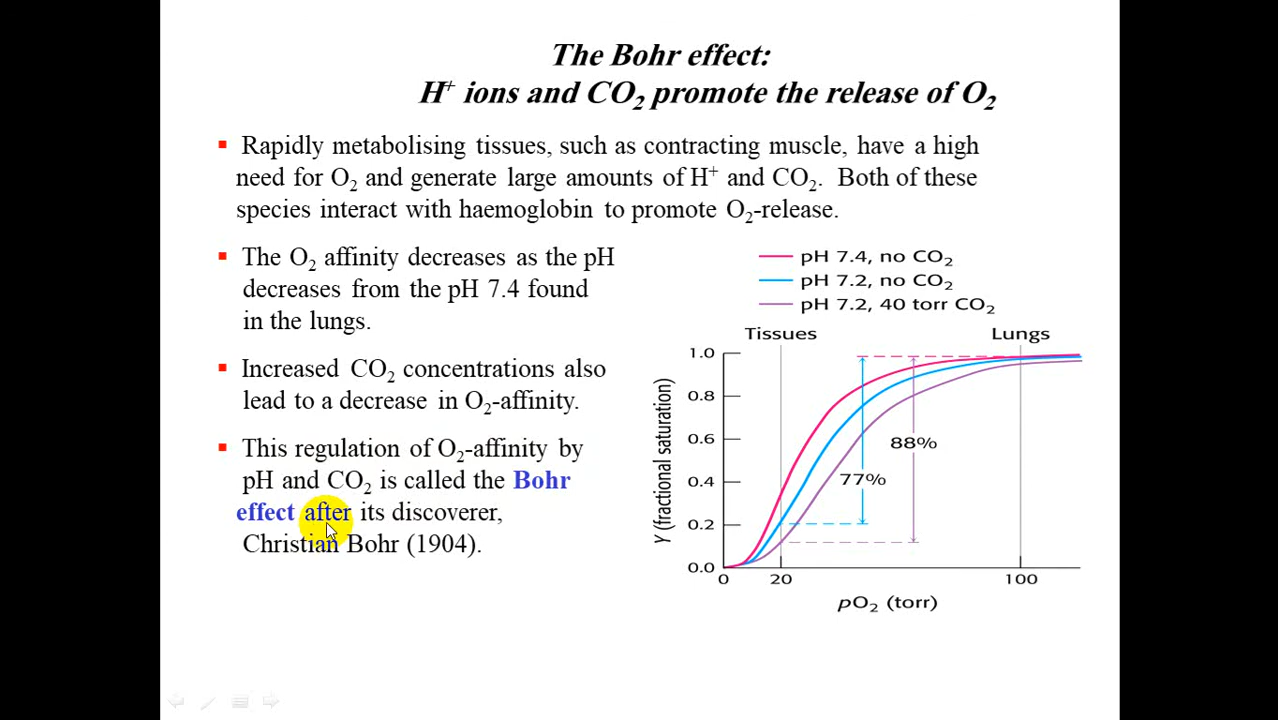 The Bohr effect:
H⁺ ions and CO₂ promote the release of O₂
▪ Rapidly metabolising tissues, such as contracting muscle, have a high
need for O₂ and generate large amounts of H⁺ and CO₂. Both of these
species interact with haemoglobin to promote O₂-release.
▪ The O₂ affinity decreases as the pH
decreases from the pH 7.4 found
in the lungs.
▪ Increased CO₂ concentrations also
lead to a decrease in O₂-affinity.
▪ This regulation of O₂-affinity by
pH and CO₂ is called the Bohr
effect after its discoverer,
Christian Bohr (1904).
pH 7.4, no CO₂
pH 7.2, no CO₂
pH 7.2, 40 torr CO₂
Tissues Lungs
1.0
0.8
0.6
0.4
0.2
0.0
Y (fractional saturation)
88%
77%
0 20 100
pO₂ (torr)